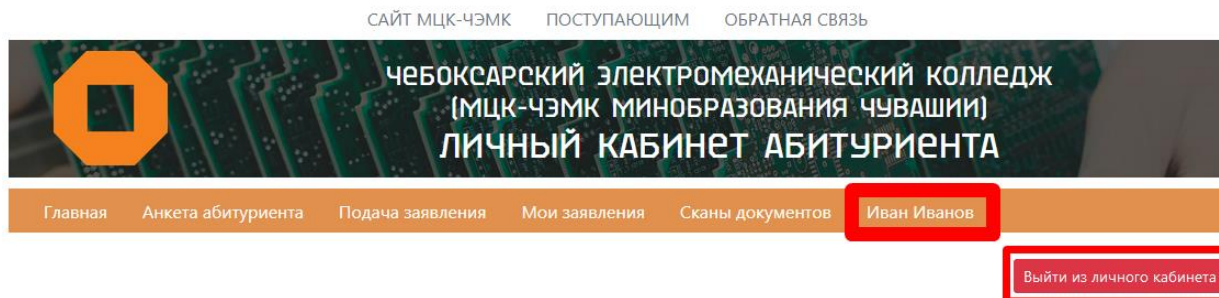 САЙТ МЦК-ЧЭМК ПОСТУПАЮЩИМ ОБРАТНАЯ СВЯЗЬ
ЧЕБОКСАРСКИЙ ЭЛЕКТРОМЕХАНИЧЕСКИЙ КОЛЛЕДЖ
(МЦК-ЧЭМК МИНОБРАЗОВАНИЯ ЧУВАШИИ)
ЛИЧНЫЙ КАБИНЕТ АБИТУРИЕНТА
Главная Анкета абитуриента Подача заявления Мои заявления Сканы документов Иван Иванов
Выйти из личного кабинета